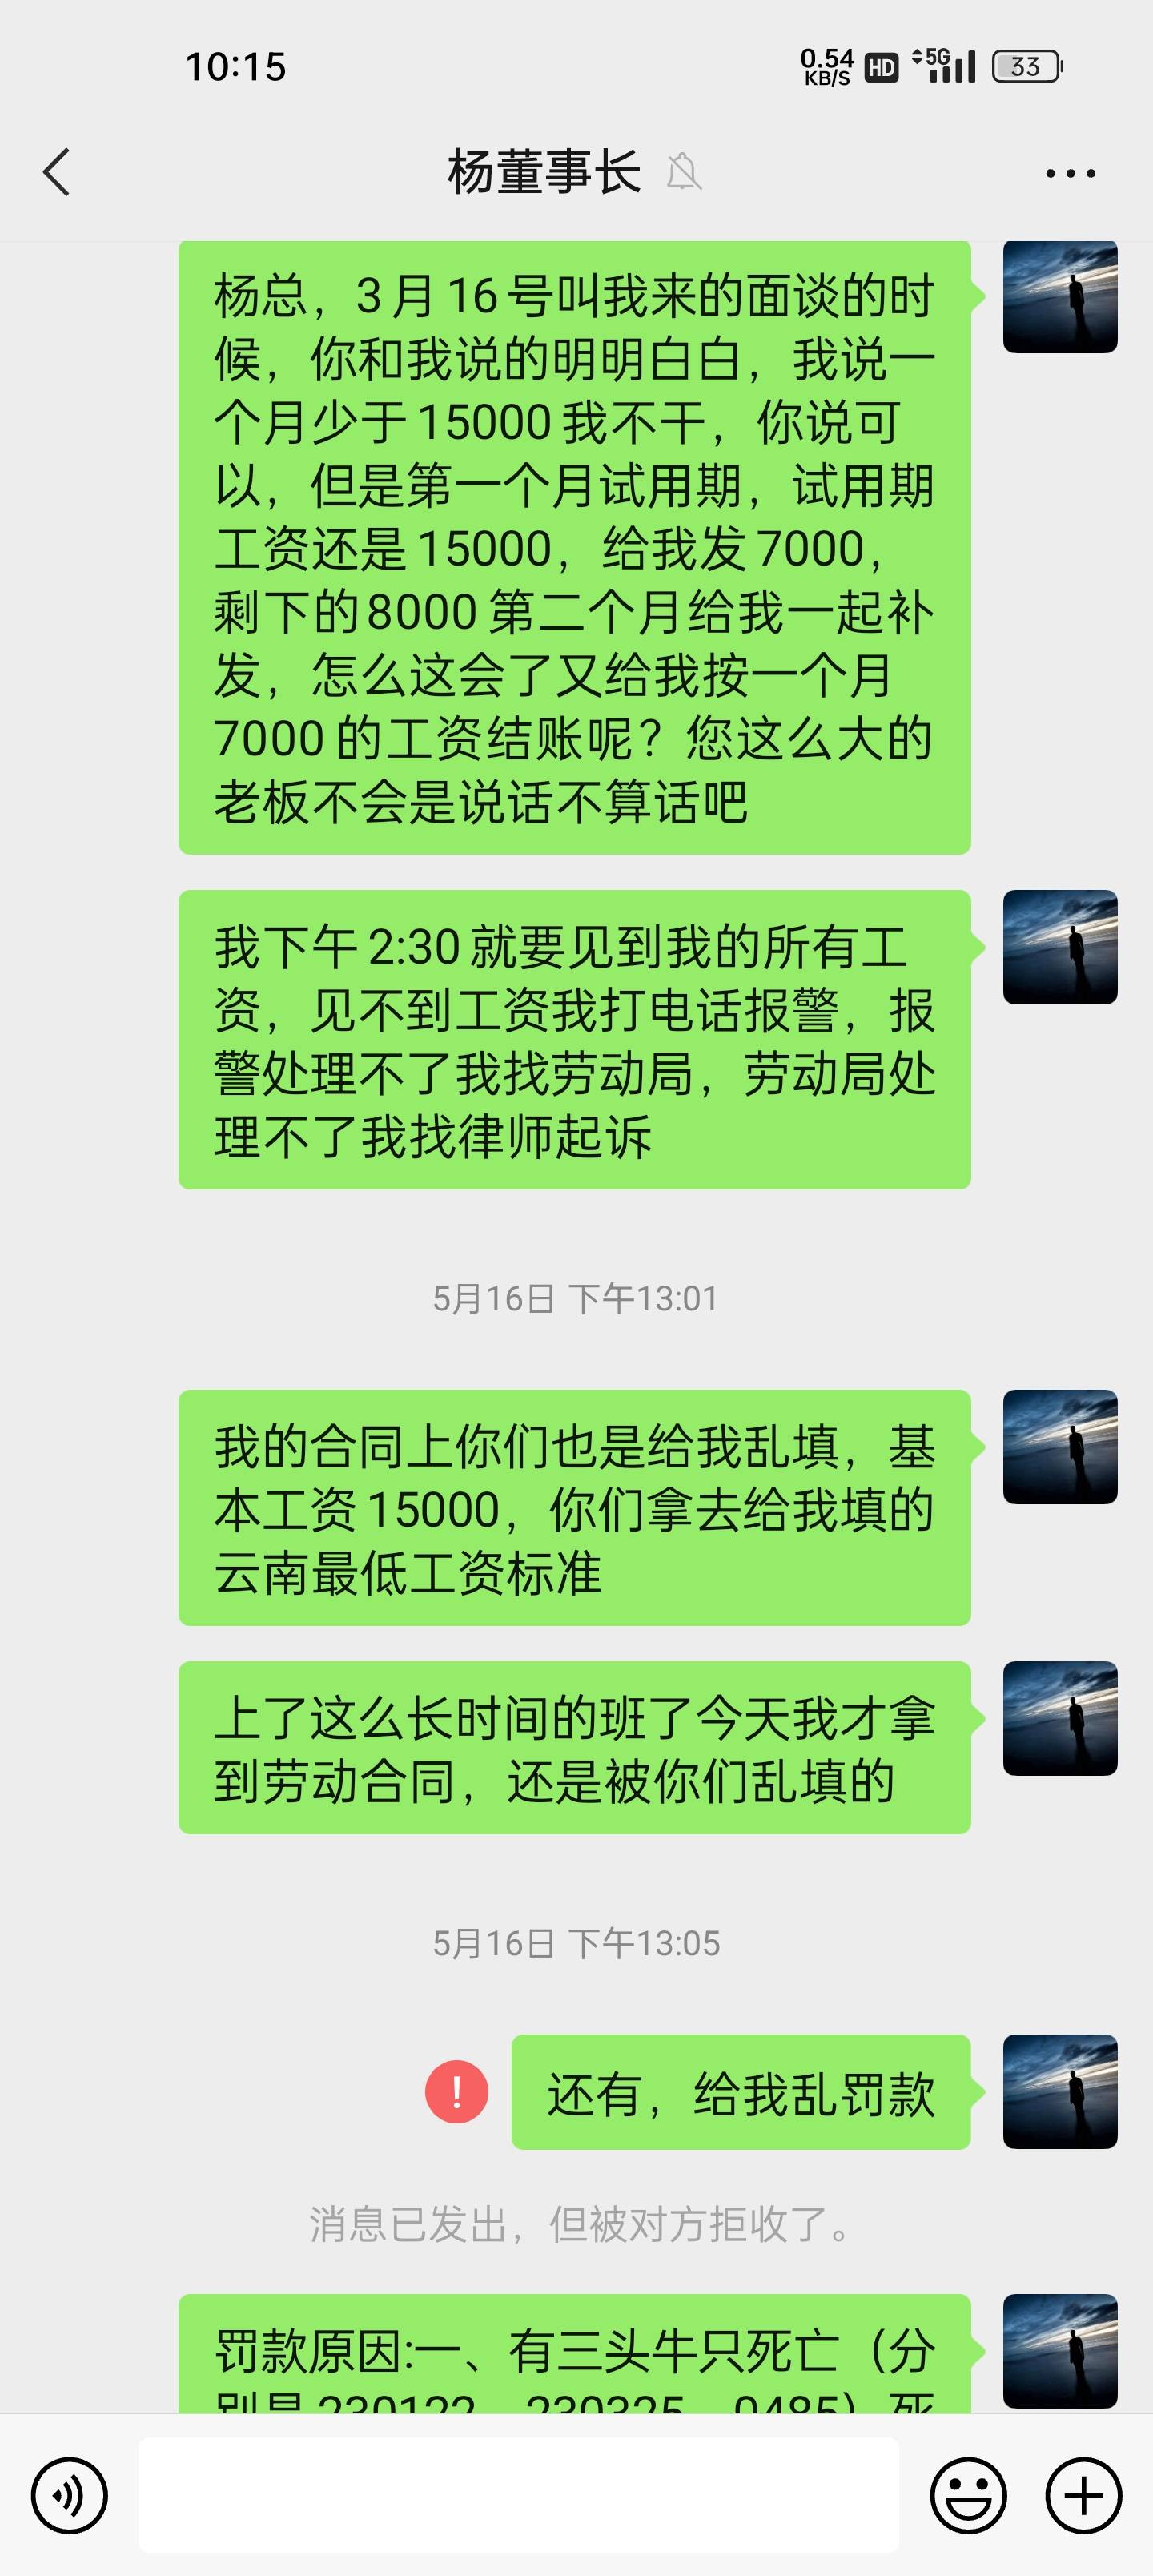 10:15
0.54
KB/S
HD
5G
33
杨董事长
杨总，3月16号叫我来的面谈的时
候，你和我说的明明白白，我说一
个月少于15000我不干，你说可
以，但是第一个月试用期，试用期
工资还是15000，给我发7000，
剩下的8000第二个月给我一起补
发，怎么这会了又给我按一个月
7000的工资结账呢？您这么大的
老板不会是说话不算话吧
我下午2:30就要见到我的所有工
资，见不到工资我打电话报警，报
警处理不了我找劳动局，劳动局处
理不了我找律师起诉
5月16日 下午13:01
我的合同上你们也是给我乱填，基
本工资15000，你们拿去给我填的
云南最低工资标准
上了这么长时间的班了今天我才拿
到劳动合同，还是被你们乱填的
5月16日 下午13:05
还有，给我乱罚款
消息已发出，但被对方拒收了。
罚款原因:一、有三头牛只死亡（分
别是230122、230325、0485）死